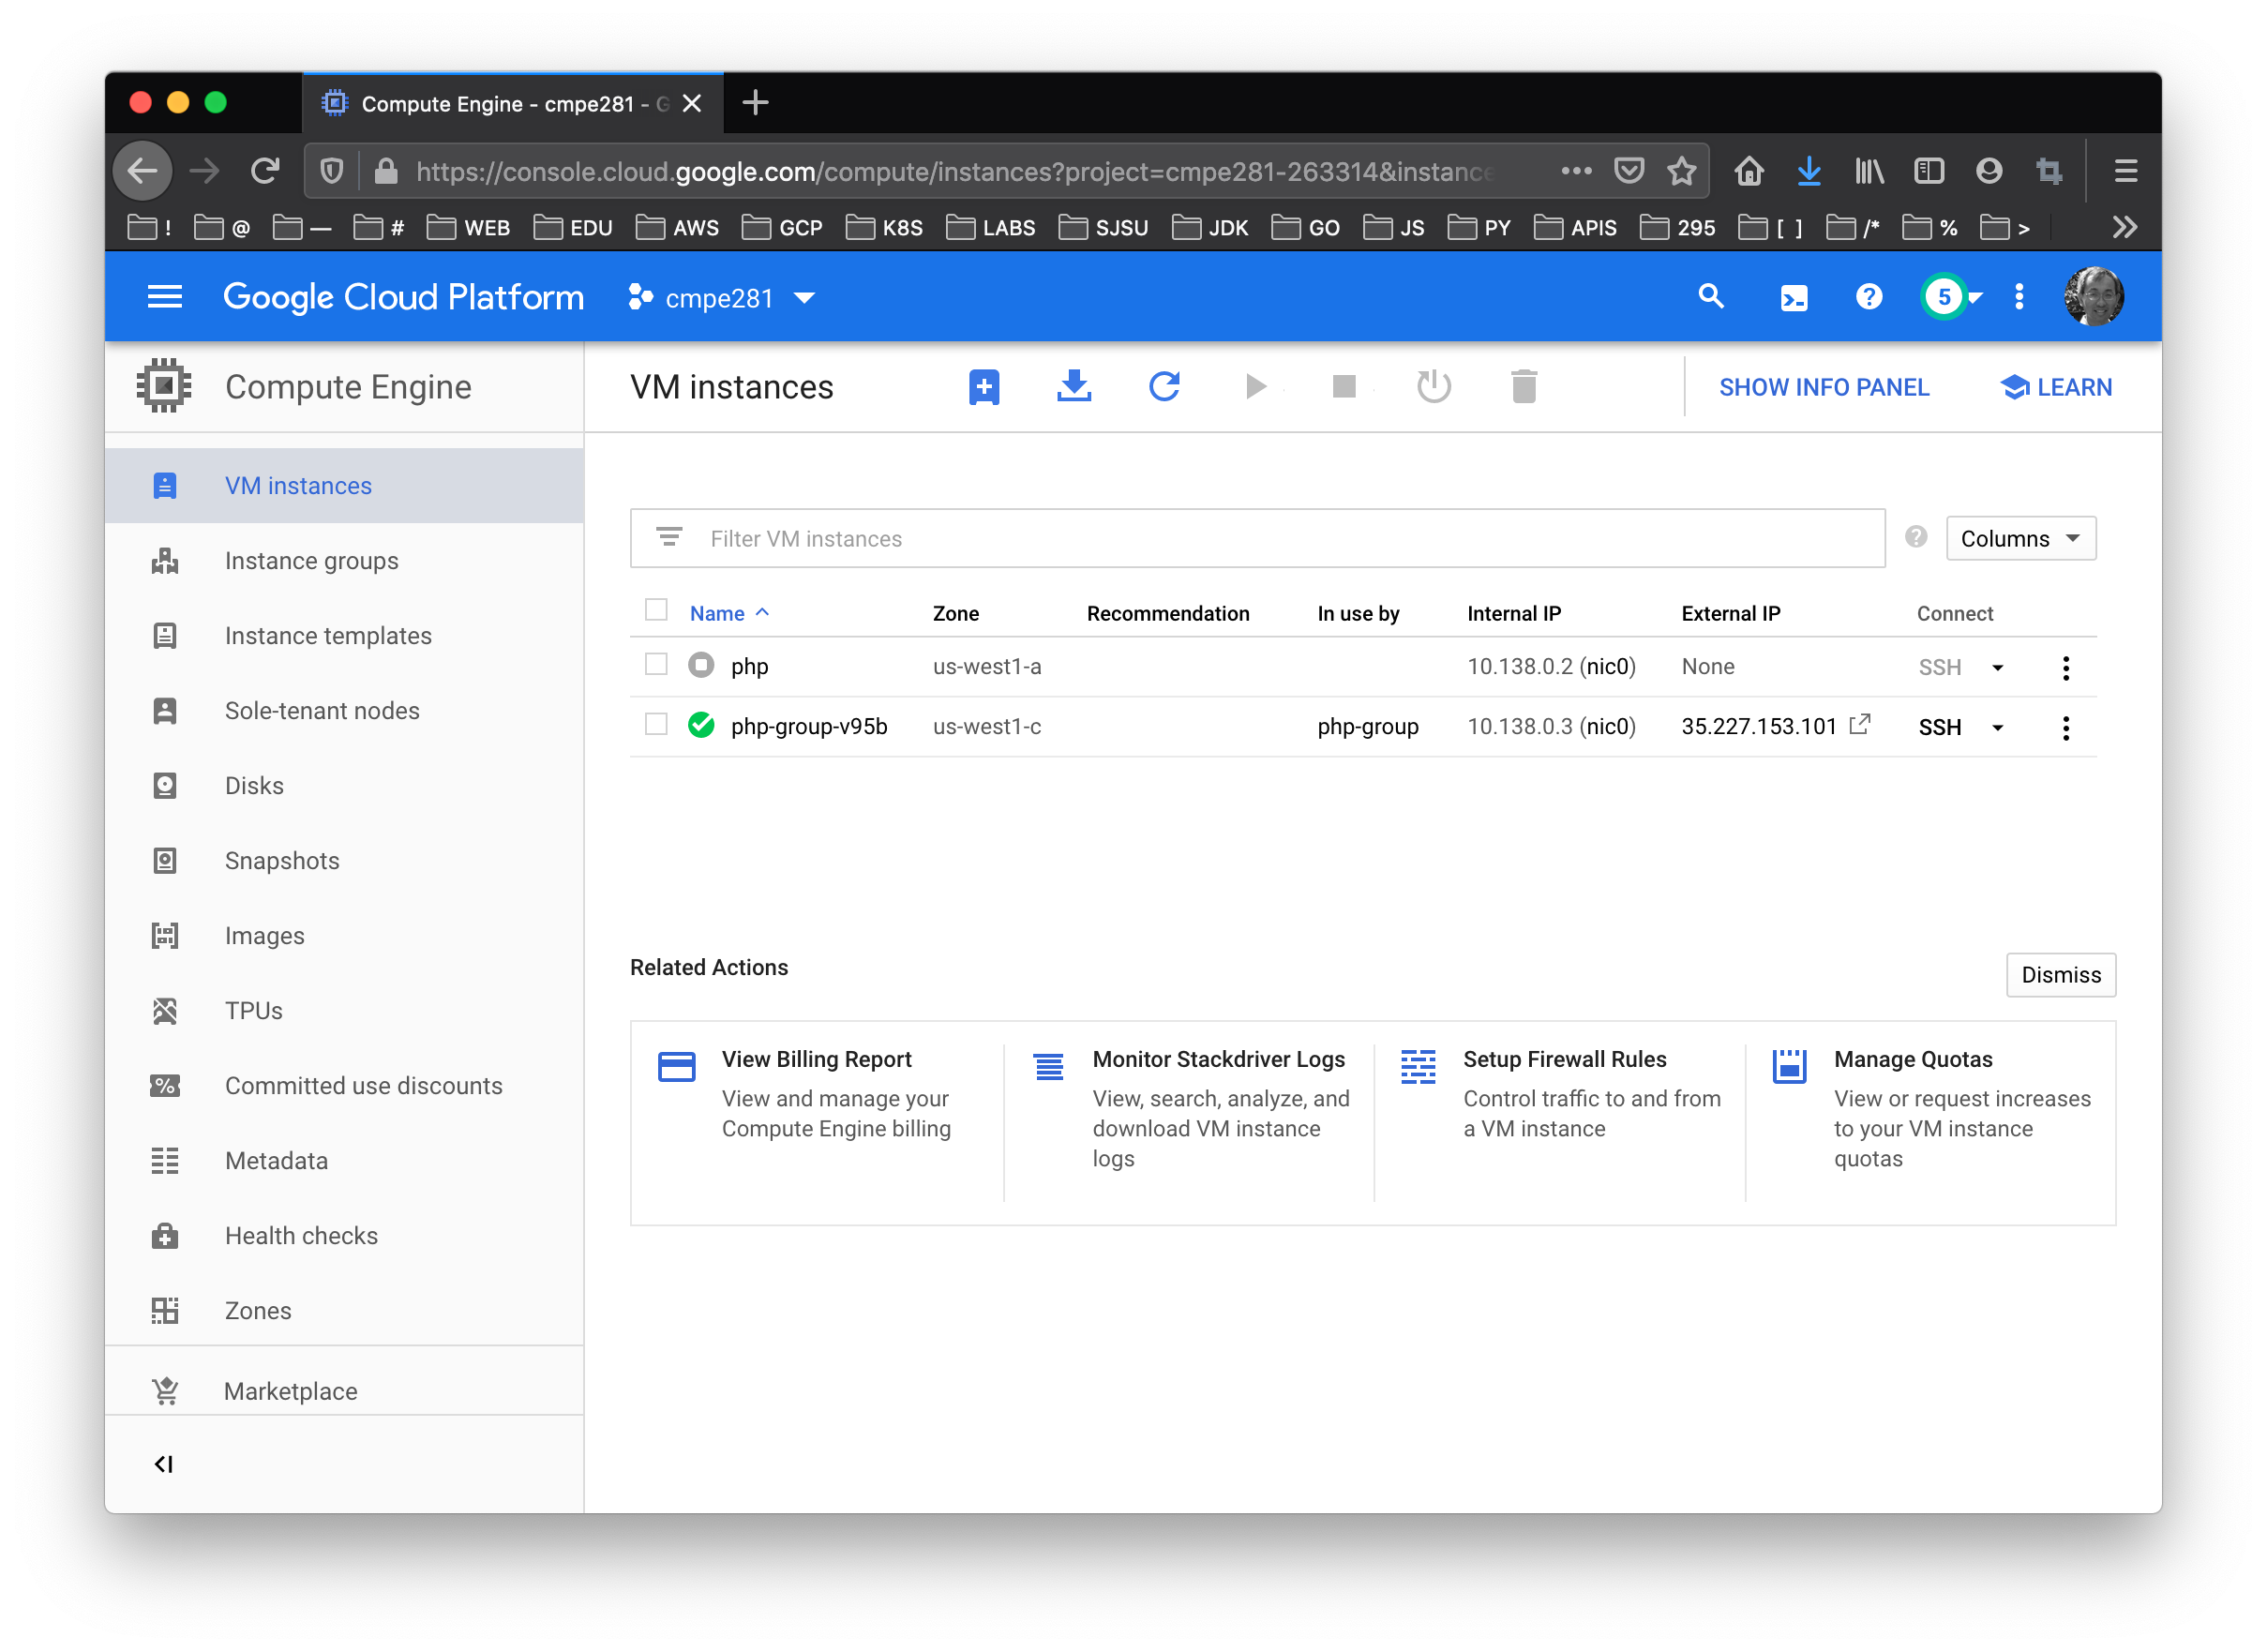 Compute Engine - cmpe281 - G
https://console.cloud.google.com/compute/instances?project=cmpe281-263314&instance
! @ — # WEB EDU AWS GCP K8S LABS SJSU JDK GO JS PY APIS 295 [ ] /* % >
Google Cloud Platform cmpe281 5
Compute Engine
VM instances SHOW INFO PANEL LEARN
VM instances
Instance groups
Instance templates
Sole-tenant nodes
Disks
Snapshots
Images
TPUs
Committed use discounts
Metadata
Health checks
Zones
Marketplace
Filter VM instances Columns
Name Zone Recommendation In use by Internal IP External IP Connect
php us-west1-a 10.138.0.2 (nic0) None SSH
php-group-v95b us-west1-c php-group 10.138.0.3 (nic0) 35.227.153.101 SSH
Related Actions Dismiss
View Billing Report
View and manage your
Compute Engine billing
Monitor Stackdriver Logs
View, search, analyze, and
download VM instance
logs
Setup Firewall Rules
Control traffic to and from
a VM instance
Manage Quotas
View or request increases
to your VM instance
quotas